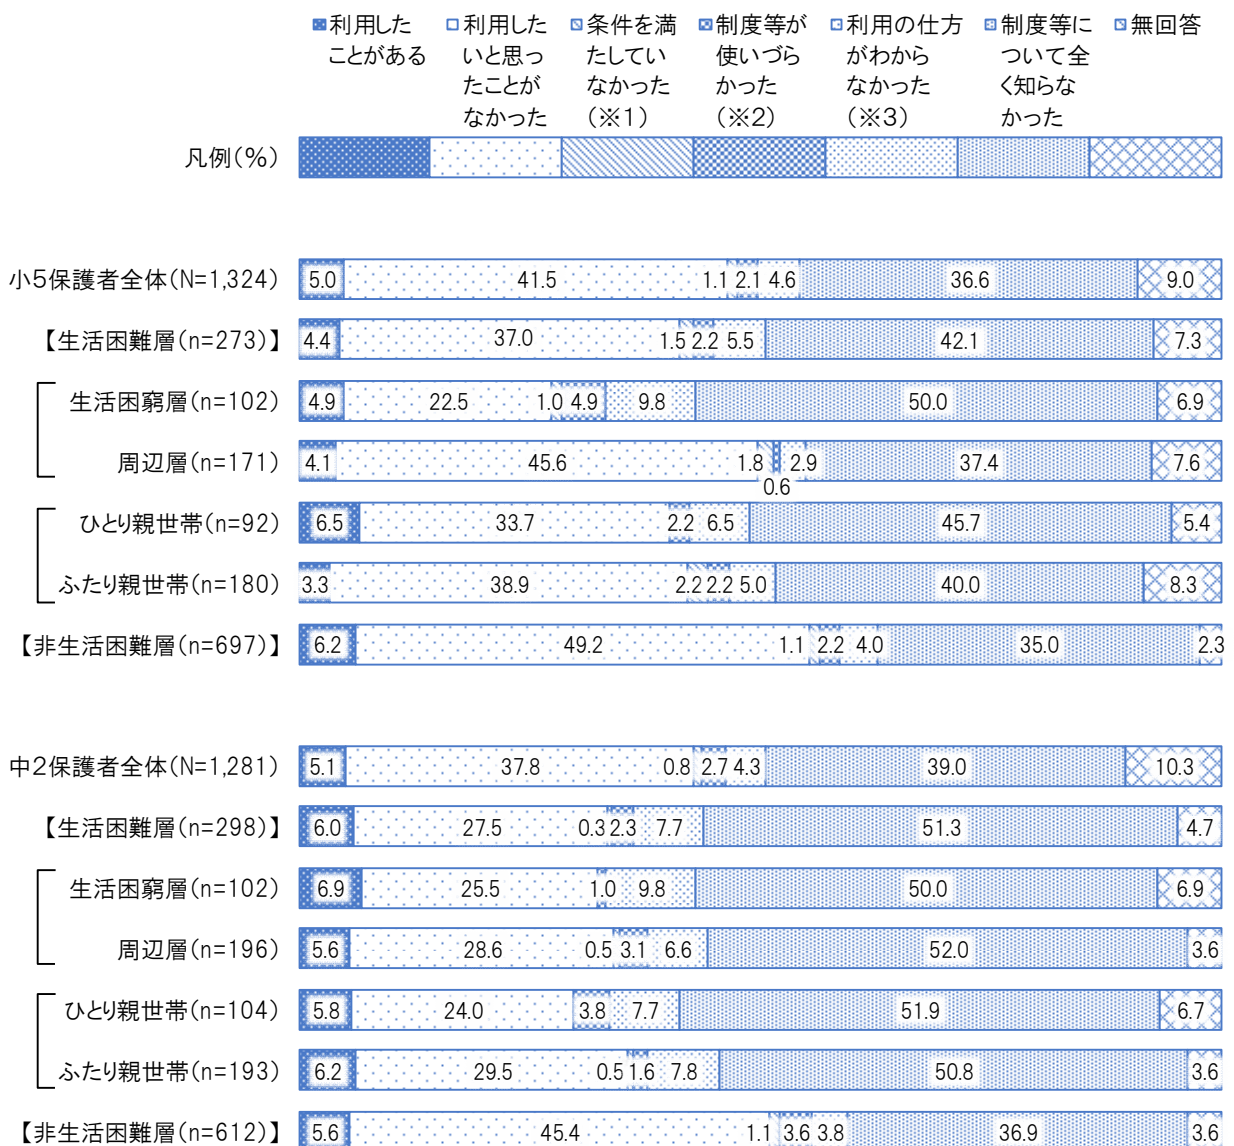 利用したことがある
利用したいと思ったことがなかった
条件を満たしていなかった（※1）
制度等が使いづらかった（※2）
利用の仕方がわからなかった（※3）
制度等について全く知らなかった
無回答
凡例(%)
小5保護者全体(N=1,324) 5.0 41.5 1.1 2.1 4.6 36.6 9.0
【生活困難層(n=273)】 4.4 37.0 1.5 2.2 5.5 42.1 7.3
生活困窮層(n=102) 4.9 22.5 1.0 4.9 9.8 50.0 6.9
周辺層(n=171) 4.1 45.6 1.8 0.6 2.9 37.4 7.6
ひとり親世帯(n=92) 6.5 33.7 2.2 6.5 45.7 5.4
ふたり親世帯(n=180) 3.3 38.9 2.2 2.2 5.0 40.0 8.3
【非生活困難層(n=697)】 6.2 49.2 1.1 2.2 4.0 35.0 2.3
中2保護者全体(N=1,281) 5.1 37.8 0.8 2.7 4.3 39.0 10.3
【生活困難層(n=298)】 6.0 27.5 0.3 2.3 7.7 51.3 4.7
生活困窮層(n=102) 6.9 25.5 1.0 9.8 50.0 6.9
周辺層(n=196) 5.6 28.6 0.5 3.1 6.6 52.0 3.6
ひとり親世帯(n=104) 5.8 24.0 3.8 7.7 51.9 6.7
ふたり親世帯(n=193) 6.2 29.5 0.5 1.6 7.8 50.8 3.6
【非生活困難層(n=612)】 5.6 45.4 1.1 3.6 3.8 36.9 3.6